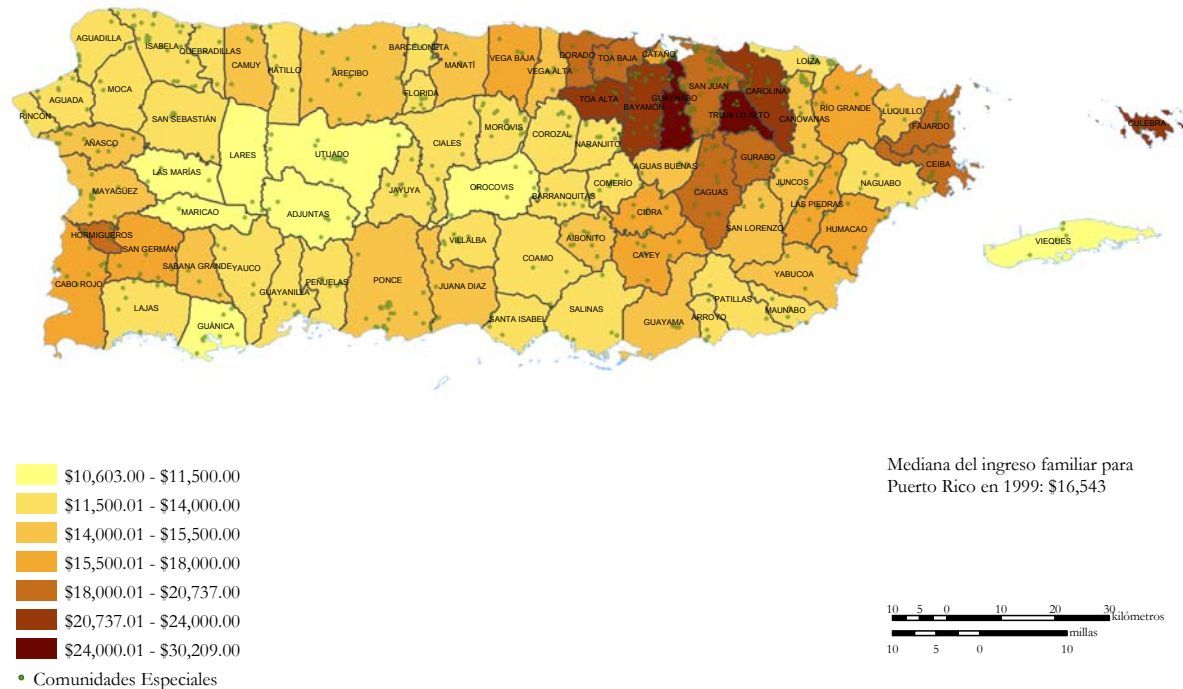 AGUADILLA
ISABELA
QUEBRADILLAS
CAMUY
HATILLO
ARECIBO
BARCELONETA
MANATÍ
VEGA BAJA
VEGA ALTA
DORADO
TOA BAJA
CATAÑO
LOÍZA
AGUADA
MOCA
FLORIDA
TOA ALTA
BAYAMÓN
GUAYNABO
SAN JUAN
CAROLINA
TRUJILLO ALTO
CANÓVANAS
RÍO GRANDE
LUQUILLO
FAJARDO
CULEBRA
RINCÓN
SAN SEBASTIÁN
LARES
UTUADO
CIALES
MOROVIS
COROZAL
NARANJITO
AÑASCO
LAS MARÍAS
AGUAS BUENAS
GURABO
CEIBA
MAYAGÜEZ
MARICAO
ADJUNTAS
JAYUYA
OROCOVIS
BARRANQUITAS
COMERÍO
CAGUAS
JUNCOS
NAGUABO
LAS PIEDRAS
CIDRA
HORMIGUEROS
SAN GERMÁN
SABANA GRANDE
YAUCO
GUAYANILLA
PEÑUELAS
PONCE
VILLALBA
JUANA DIAZ
COAMO
AIBONITO
CAYEY
SAN LORENZO
HUMACAO
VIEQUES
CABO ROJO
LAJAS
GUÁNICA
SANTA ISABEL
SALINAS
GUAYAMA
ARROYO
PATILLAS
MAUNABO
YABUCOA
$10,603.00 - $11,500.00
$11,500.01 - $14,000.00
$14,000.01 - $15,500.00
$15,500.01 - $18,000.00
$18,000.01 - $20,737.00
$20,737.01 - $24,000.00
$24,000.01 - $30,209.00
Comunidades Especiales
Mediana del ingreso familiar para
Puerto Rico en 1999: $16,543
10 5 0 10 20 30
kilómetros
millas
10 5 0 10